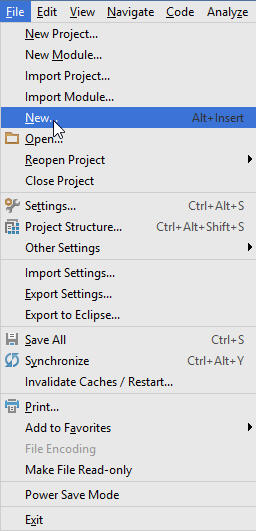 File Edit View Navigate Code Analyze
New Project...
New Module...
Import Project...
Import Module...
New... Alt+Insert
Open...
Reopen Project
Close Project
Settings... Ctrl+Alt+S
Project Structure... Ctrl+Alt+Shift+S
Other Settings
Import Settings...
Export Settings...
Export to Eclipse...
Save All Ctrl+S
Synchronize Ctrl+Alt+Y
Invalidate Caches / Restart...
Print...
Add to Favorites
File Encoding
Make File Read-only
Power Save Mode
Exit